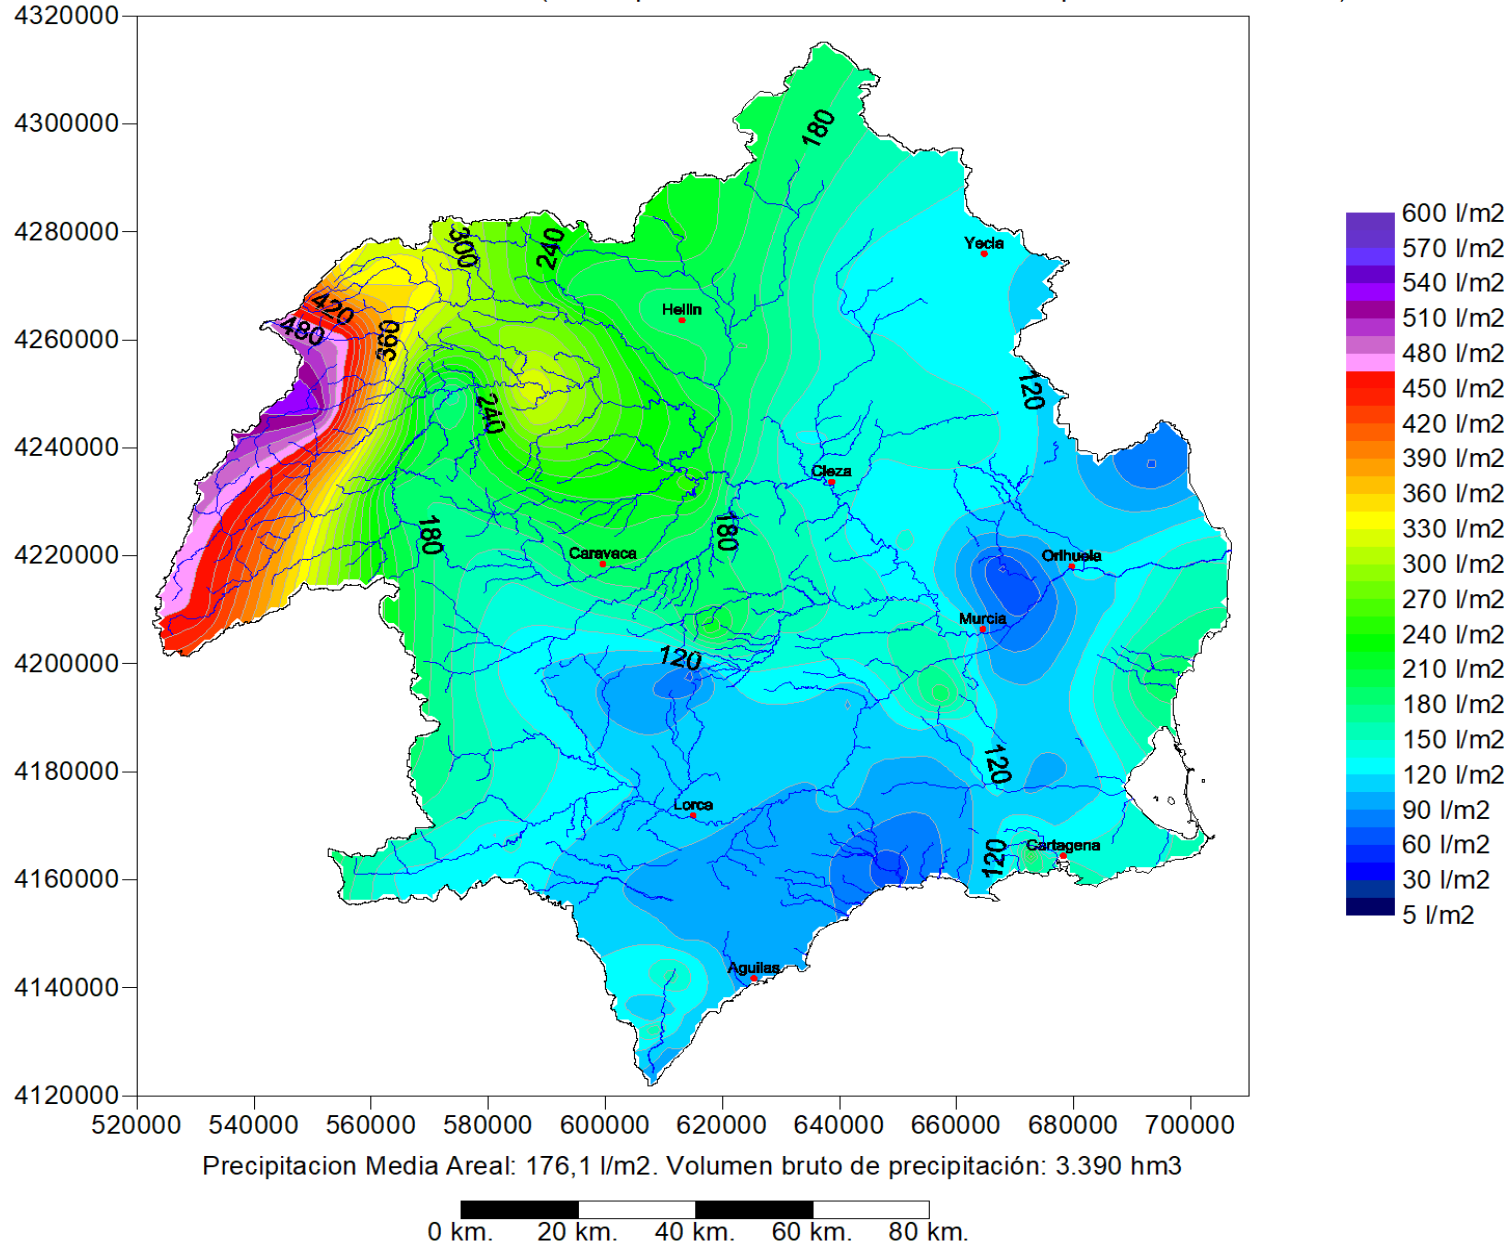 4320000
4300000
4280000
4260000
4240000
4220000
4200000
4180000
4160000
4140000
4120000
520000 540000 560000 580000 600000 620000 640000 660000 680000 700000
180
300
240
Yecla
Hellin
420
480
360
120
240
Cieza
180
180
Caravaca
Orihuela
Murcia
120
120
Lorca
120
Cartagena
Aguilas
600 l/m2
570 l/m2
540 l/m2
510 l/m2
480 l/m2
450 l/m2
420 l/m2
390 l/m2
360 l/m2
330 l/m2
300 l/m2
270 l/m2
240 l/m2
210 l/m2
180 l/m2
150 l/m2
120 l/m2
90 l/m2
60 l/m2
30 l/m2
5 l/m2
Precipitacion Media Areal: 176,1 l/m2. Volumen bruto de precipitación: 3.390 hm3
0 km. 20 km. 40 km. 60 km. 80 km.